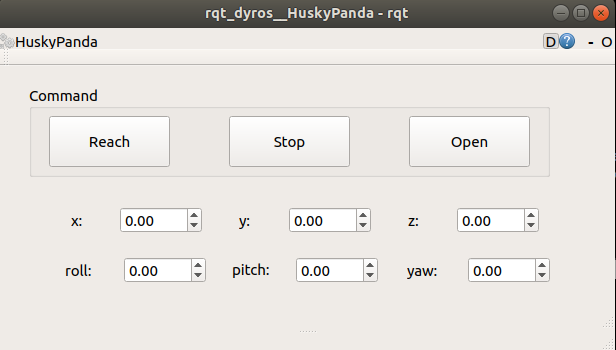 rqt_dyros__HuskyPanda - rqt
HuskyPanda D ? - O
Command
Reach Stop Open
x: 0.00 y: 0.00 z: 0.00
roll: 0.00 pitch: 0.00 yaw: 0.00